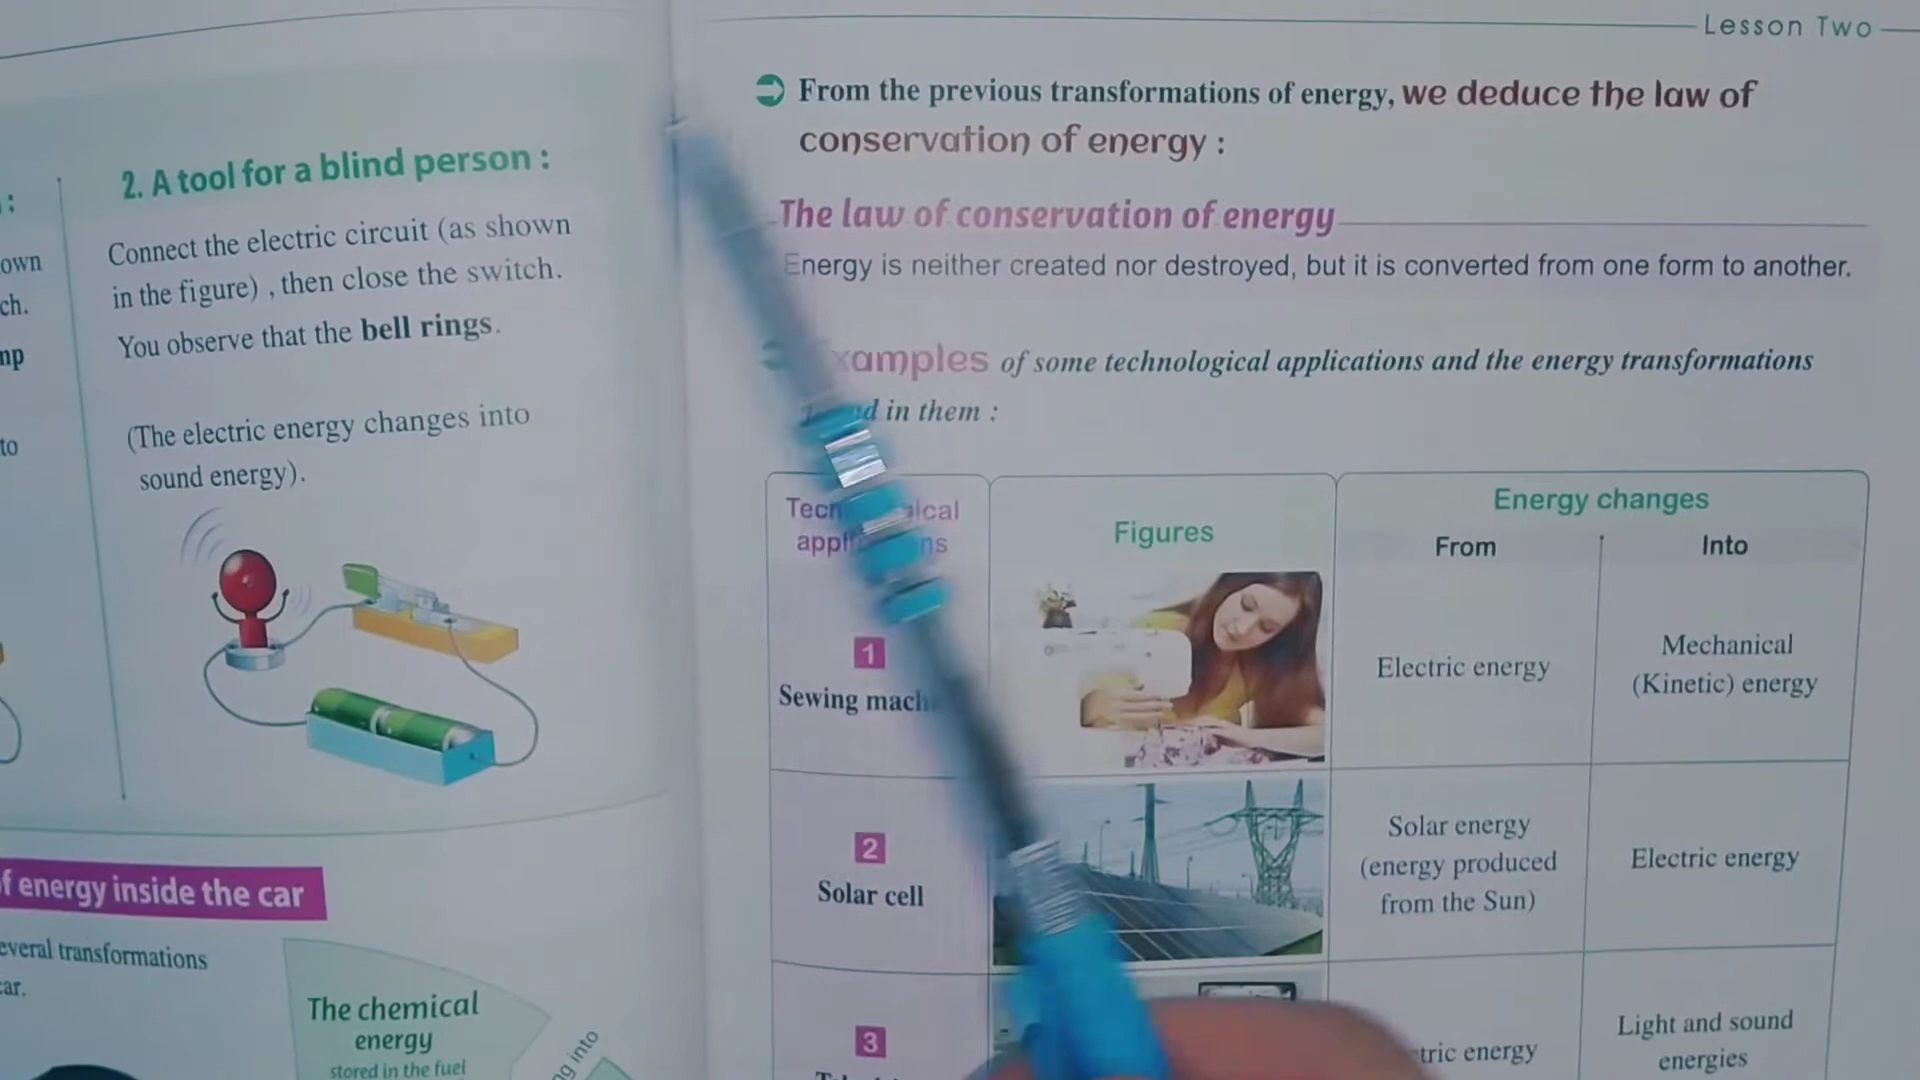 :
own
ch.
mp
to
2. A tool for a blind person :
Connect the electric circuit (as shown
in the figure) , then close the switch.
You observe that the bell rings.
(The electric energy changes into
sound energy).
f energy inside the car
everal transformations
car.
The chemical
energy
stored in the fuel
ng into
Lesson Two
From the previous transformations of energy, we deduce the law of
conservation of energy :
The law of conservation of energy
Energy is neither created nor destroyed, but it is converted from one form to another.
xamples of some technological applications and the energy transformations
in them :
Figures
Energy changes
From
Into
1
Sewing mach
Electric energy
Mechanical
(Kinetic) energy
2
Solar cell
Solar energy
(energy produced
from the Sun)
Electric energy
3
tric energy
Light and sound
energies